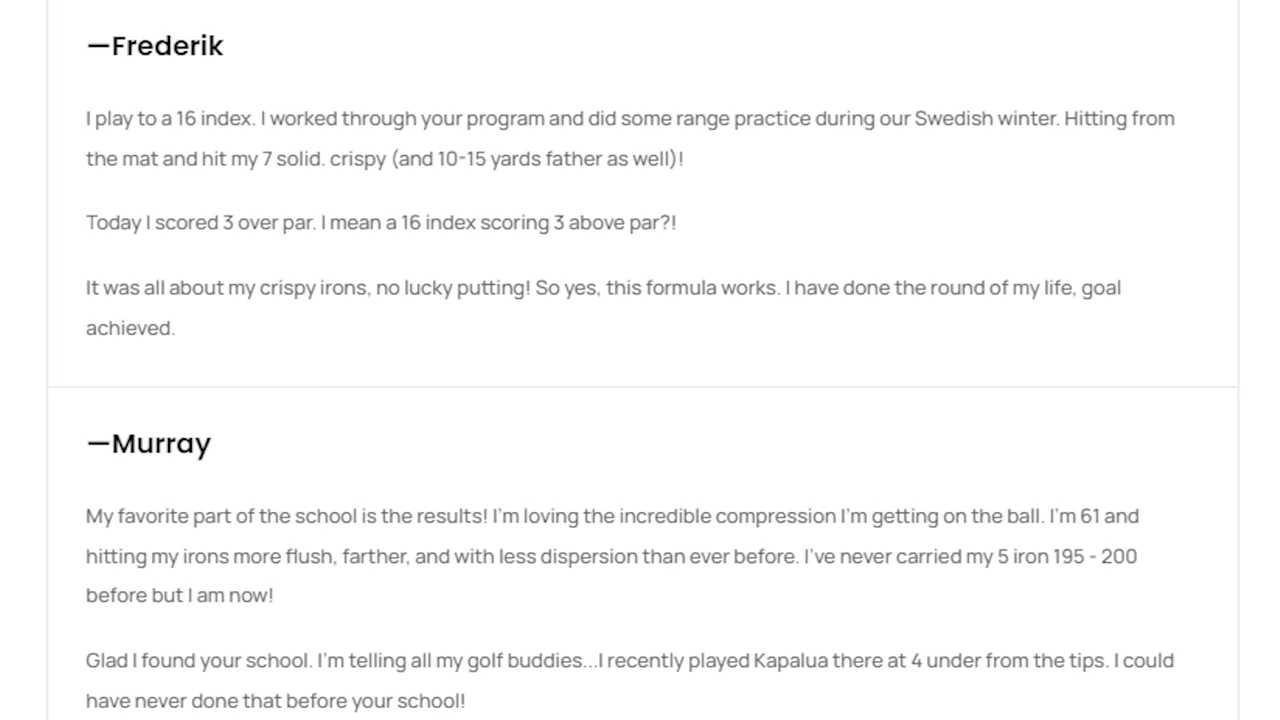 —Frederik
I play to a 16 index. I worked through your program and did some range practice during our Swedish winter. Hitting from
the mat and hit my 7 solid. crispy (and 10-15 yards father as well)!
Today I scored 3 over par. I mean a 16 index scoring 3 above par?!
It was all about my crispy irons, no lucky putting! So yes, this formula works. I have done the round of my life, goal
achieved.
—Murray
My favorite part of the school is the results! I'm loving the incredible compression I'm getting on the ball. I'm 61 and
hitting my irons more flush, farther, and with less dispersion than ever before. I've never carried my 5 iron 195 - 200
before but I am now!
Glad I found your school. I'm telling all my golf buddies...I recently played Kapalua there at 4 under from the tips. I could
have never done that before your school!